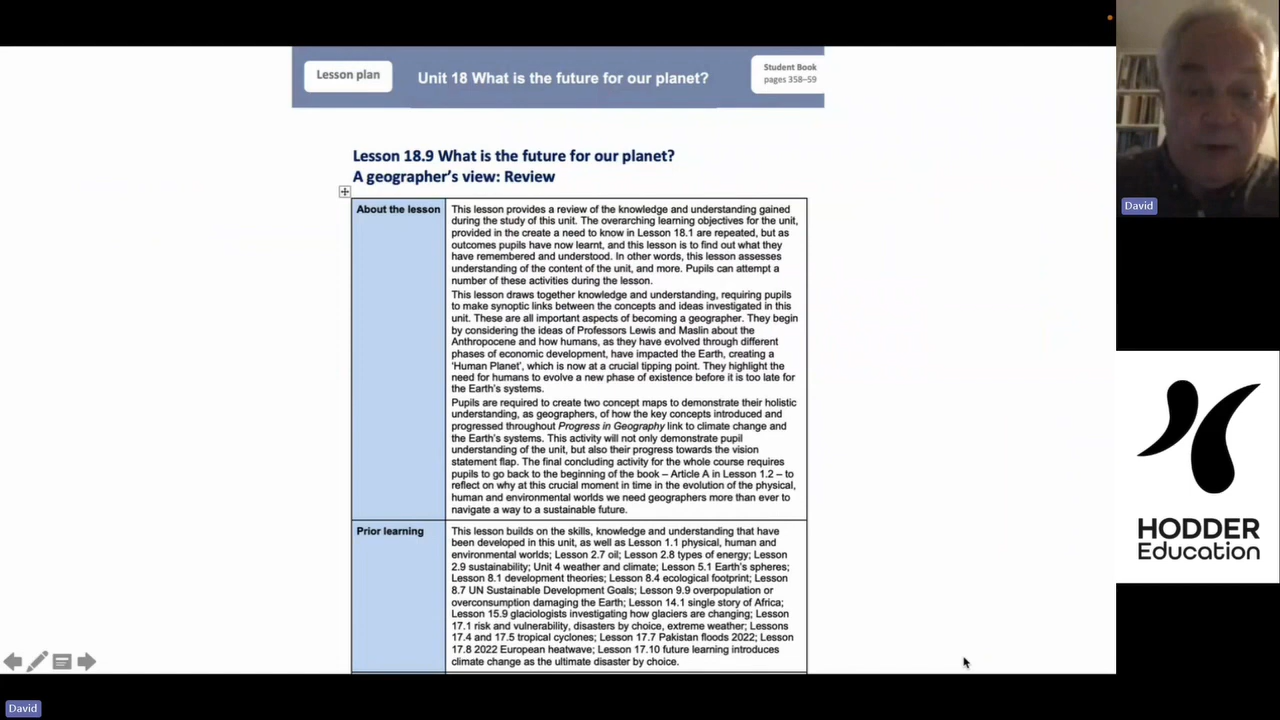 Lesson plan
Unit 18 What is the future for our planet?
Student Book
pages 358–59
Lesson 18.9 What is the future for our planet?
A geographer's view: Review
About the lesson
This lesson provides a review of the knowledge and understanding gained
during the study of this unit. The overarching learning objectives for the unit,
provided in the create a need to know in Lesson 18.1 are repeated, but as
outcomes pupils have now learnt, and this lesson is to find out what they
have remembered and understood. In other words, this lesson assesses
understanding of the content of the unit, and more. Pupils can attempt a
number of these activities during the lesson.
This lesson draws together knowledge and understanding, requiring pupils
to make synoptic links between the concepts and ideas investigated in this
unit. These are all important aspects of becoming a geographer. They begin
by considering the ideas of Professors Lewis and Maslin about the
Anthropocene and how humans, as they have evolved through different
phases of economic development, have impacted the Earth, creating a
'Human Planet', which is now at a crucial tipping point. They highlight the
need for humans to evolve a new phase of existence before it is too late for
the Earth's systems.
Pupils are required to create two concept maps to demonstrate their holistic
understanding, as geographers, of how the key concepts introduced and
progressed throughout Progress in Geography link to climate change and
the Earth's systems. This activity will not only demonstrate pupil
understanding of the unit, but also their progress towards the vision
statement flap. The final concluding activity for the whole course requires
pupils to go back to the beginning of the book – Article A in Lesson 1.2 – to
reflect on why at this crucial moment in time in the evolution of the physical,
human and environmental worlds we need geographers more than ever to
navigate a way to a sustainable future.
Prior learning
This lesson builds on the skills, knowledge and understanding that have
been developed in this unit, as well as Lesson 1.1 physical, human and
environmental worlds; Lesson 2.7 oil; Lesson 2.8 types of energy; Lesson
2.9 sustainability; Unit 4 weather and climate; Lesson 5.1 Earth's spheres;
Lesson 8.1 development theories; Lesson 8.4 ecological footprint; Lesson
8.7 UN Sustainable Development Goals; Lesson 9.9 overpopulation or
overconsumption damaging the Earth; Lesson 14.1 single story of Africa;
Lesson 15.9 glaciologists investigating how glaciers are changing; Lesson
17.1 risk and vulnerability, disasters by choice, extreme weather; Lessons
17.4 and 17.5 tropical cyclones; Lesson 17.7 Pakistan floods 2022; Lesson
17.8 2022 European heatwave; Lesson 17.10 future learning introduces
climate change as the ultimate disaster by choice.
David
HODDER
Education
David